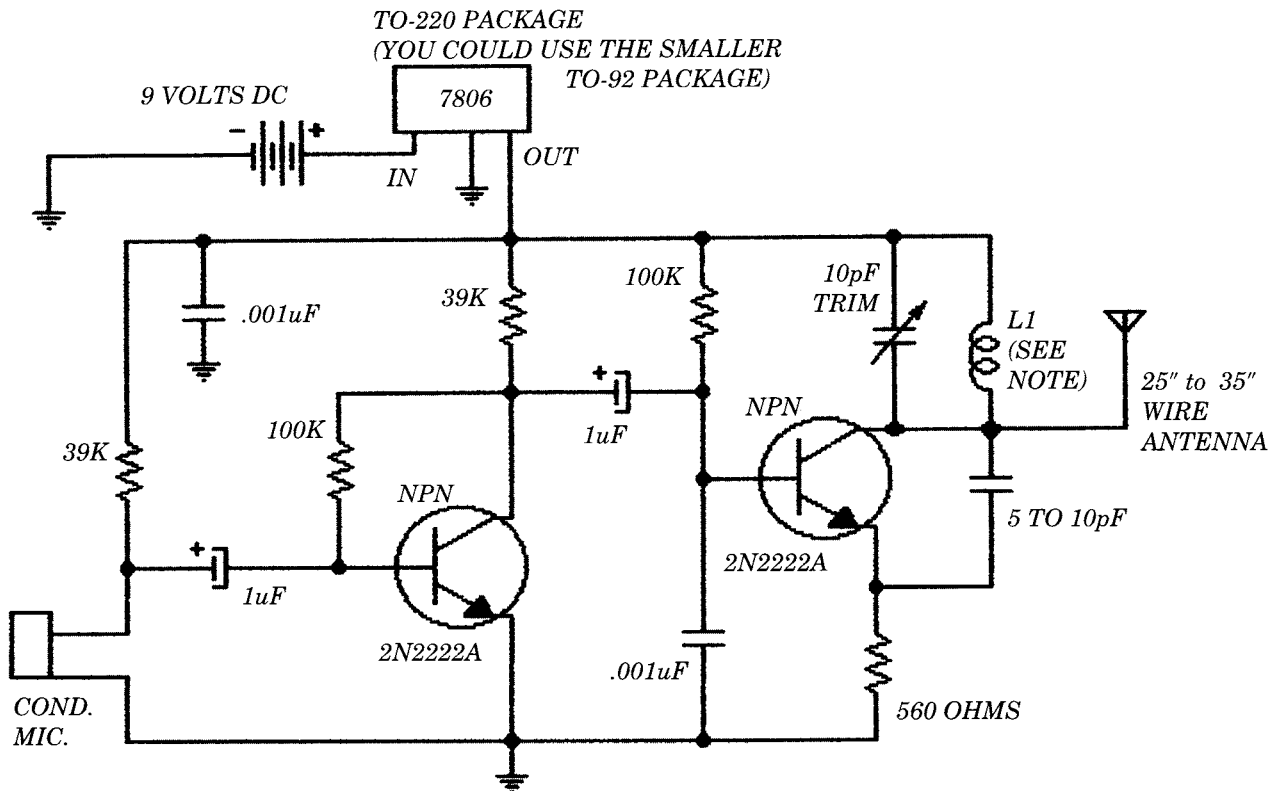 TO-220 PACKAGE
(YOU COULD USE THE SMALLER
TO-92 PACKAGE)
9 VOLTS DC
7806
- +
IN
OUT
.001uF
39K
100K
10pF
TRIM
L1
(SEE
NOTE)
25" to 35"
WIRE
ANTENNA
39K
100K
+
1uF
NPN
NPN
+
1uF
2N2222A
2N2222A
5 TO 10pF
.001uF
560 OHMS
COND.
MIC.